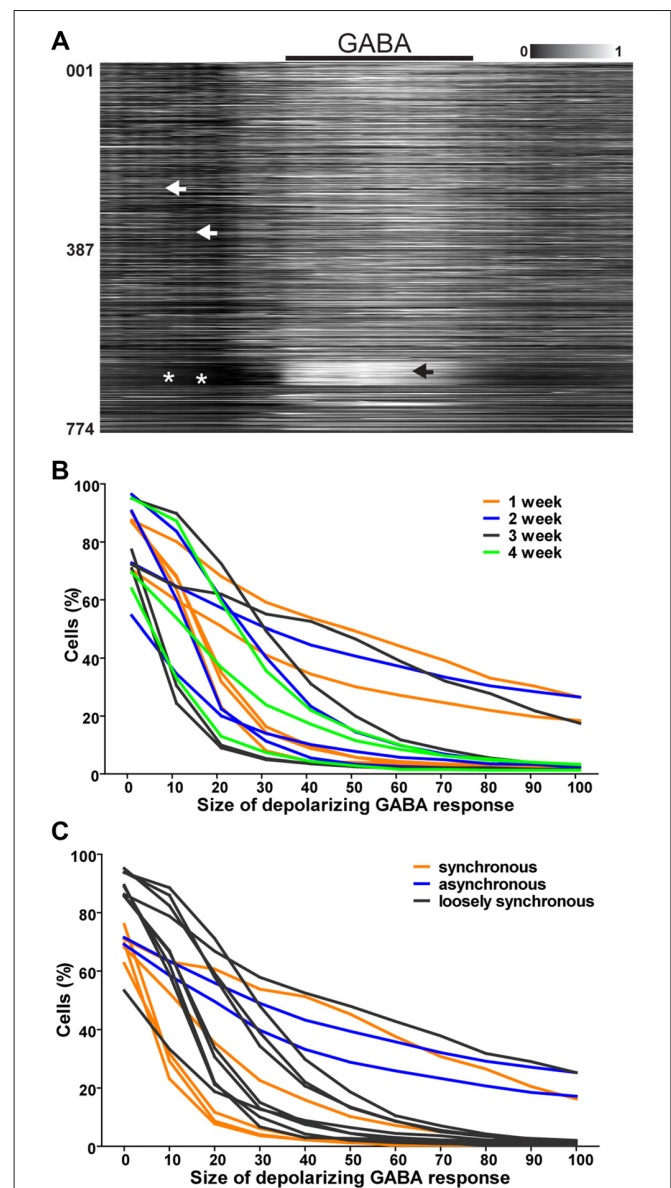 A
GABA
0 1
001
387
* *
774
B
100
80
60
40
20
0
Cells (%)
1 week
2 week
3 week
4 week
0 10 20 30 40 50 60 70 80 90 100
Size of depolarizing GABA response
C
100
80
60
40
20
0
Cells (%)
synchronous
asynchronous
loosely synchronous
0 10 20 30 40 50 60 70 80 90 100
Size of depolarizing GABA response